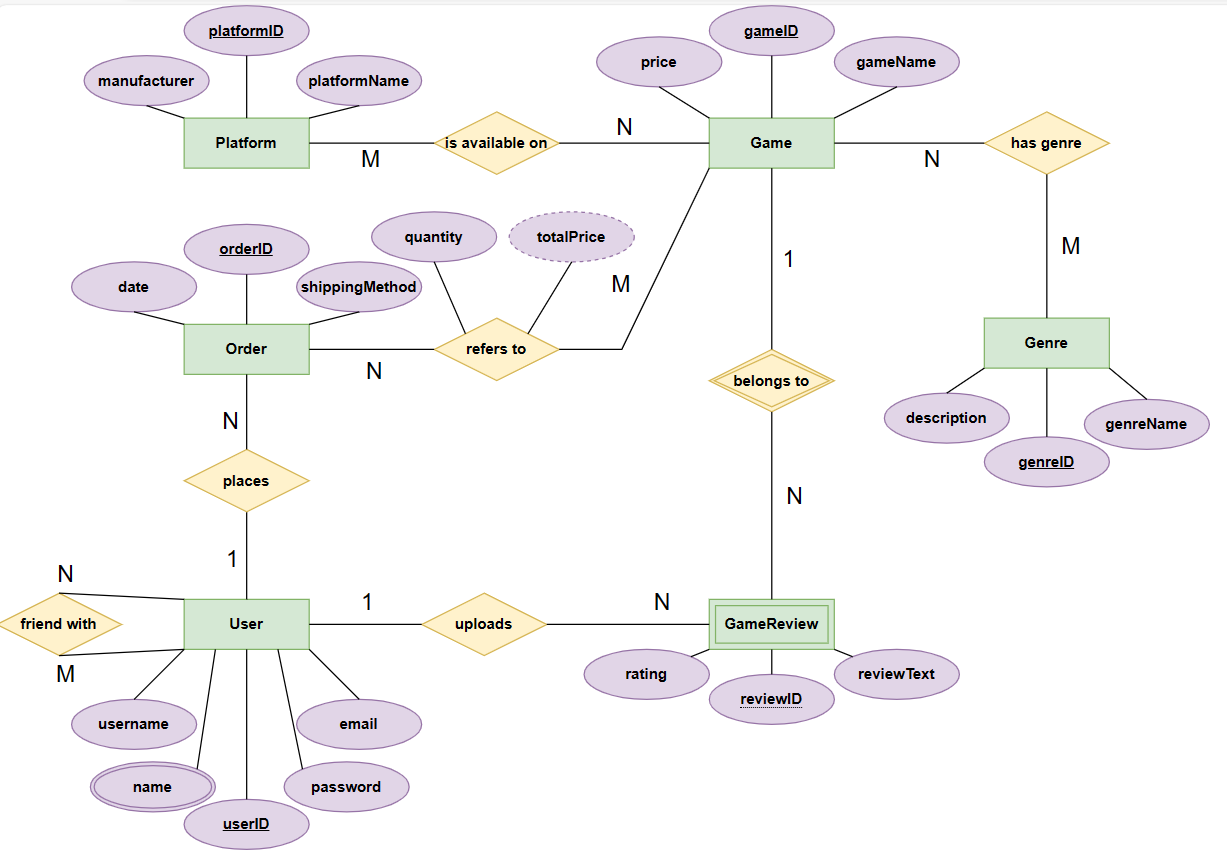 platformID
gameID
manufacturer
platformName
price
gameName
Platform
is available on
Game
has genre
M
N
N
orderID
quantity
totalPrice
1
M
date
shippingMethod
M
Order
refers to
Genre
N
belongs to
N
description
genreName
genreID
places
N
1
N
1
N
friend with
User
uploads
GameReview
M
rating
reviewID
reviewText
username
email
name
password
userID